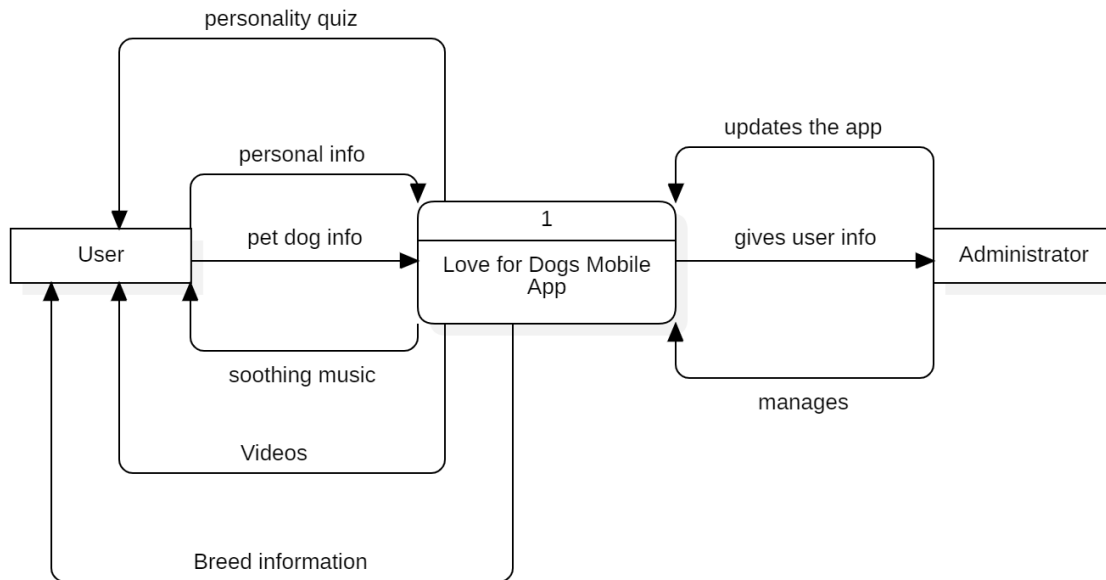 personality quiz
updates the app
personal info
1
User
pet dog info
Love for Dogs Mobile
App
gives user info
Administrator
soothing music
manages
Videos
Breed information